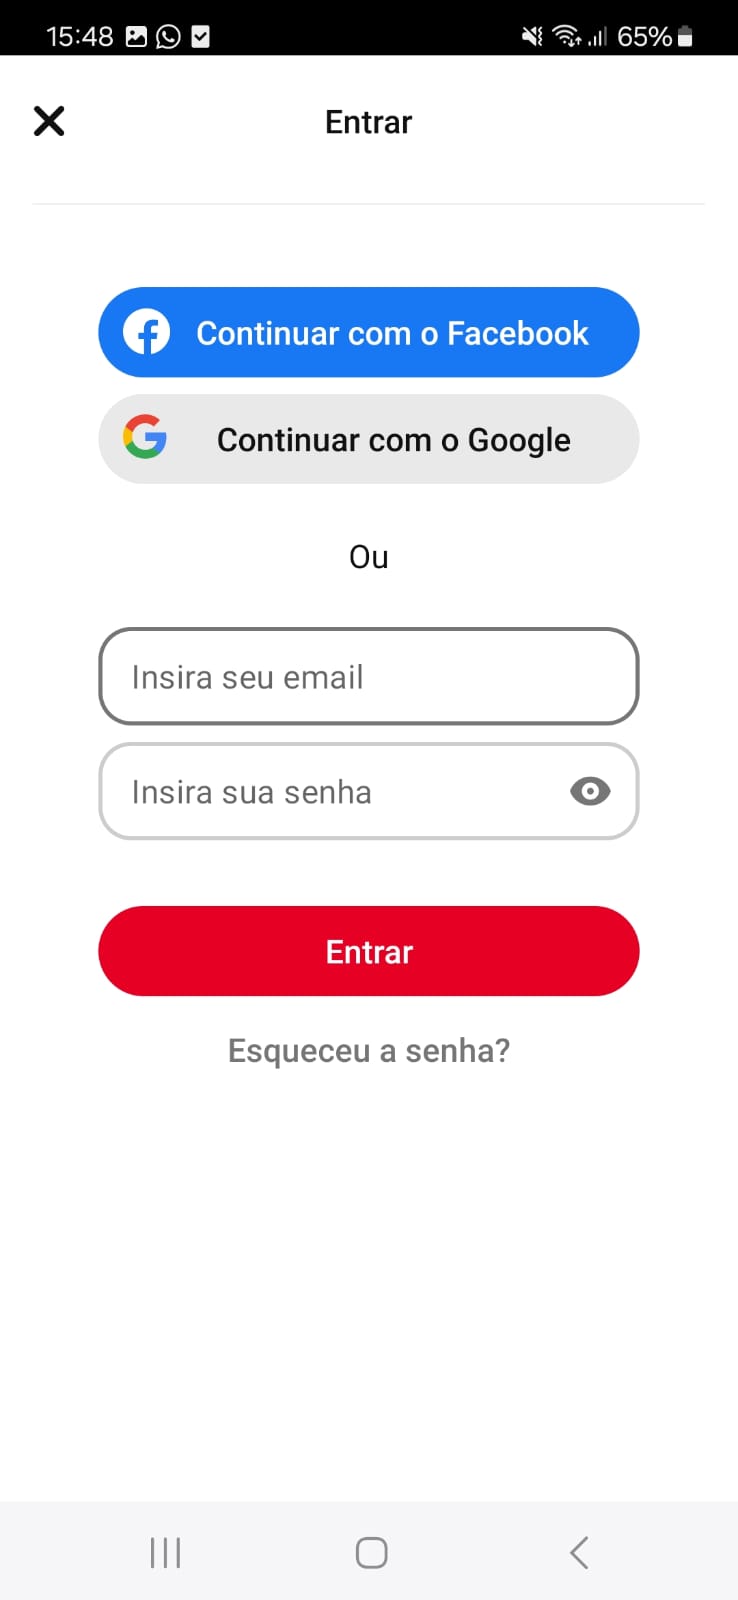 15:48 65%
Entrar
Continuar com o Facebook
Continuar com o Google
Ou
Insira seu email
Insira sua senha
Entrar
Esqueceu a senha?